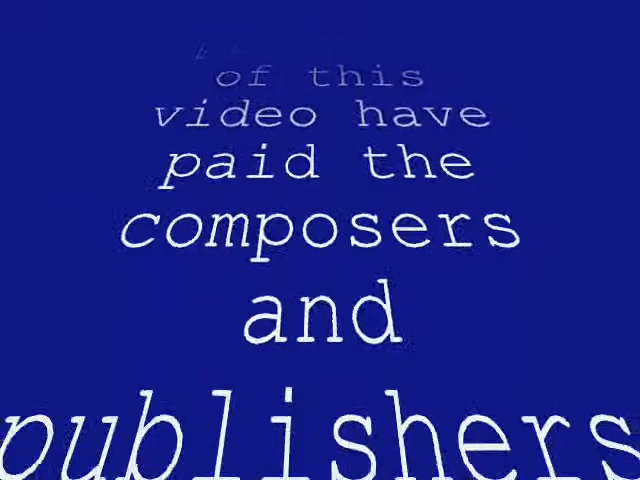 of this
video have
paid the
composers
and
publishers